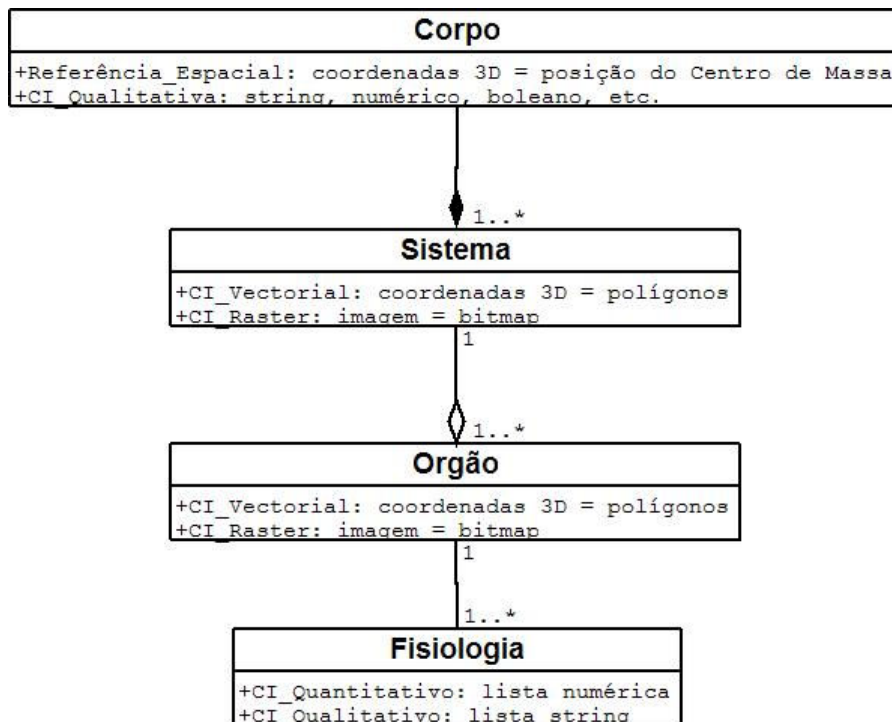 Corpo
+Referência_Espacial: coordenadas 3D = posição do Centro de Massa
+CI_Qualitativa: string, numérico, boleano, etc.
1..*
Sistema
+CI_Vectorial: coordenadas 3D = polígonos
+CI_Raster: imagem = bitmap
1
1..*
Orgão
+CI_Vectorial: coordenadas 3D = polígonos
+CI_Raster: imagem = bitmap
1
1..*
Fisiologia
+CI_Quantitativo: lista numérica
+CI_Qualitativo: lista string